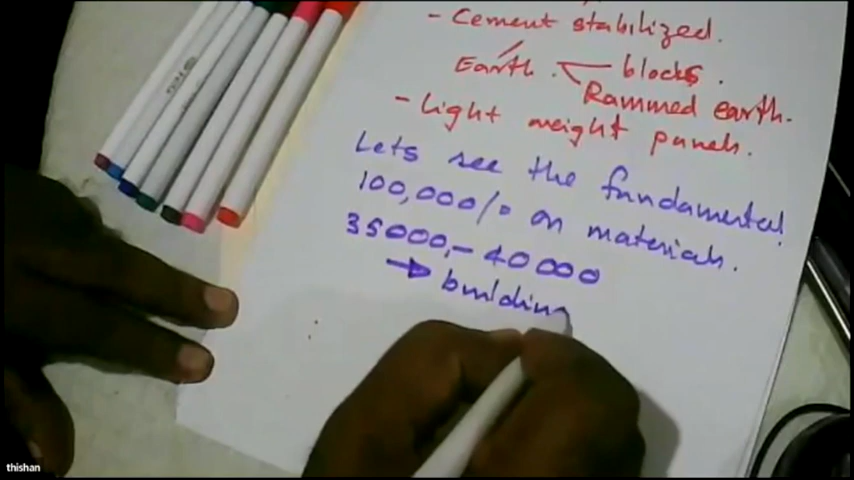 - Cement stabilized.
Earth. blocks.
Rammed earth.
- Light weight panels.
Lets see the fundamental
100,000/= on materials.
35000,- 40000
→ building
thishan